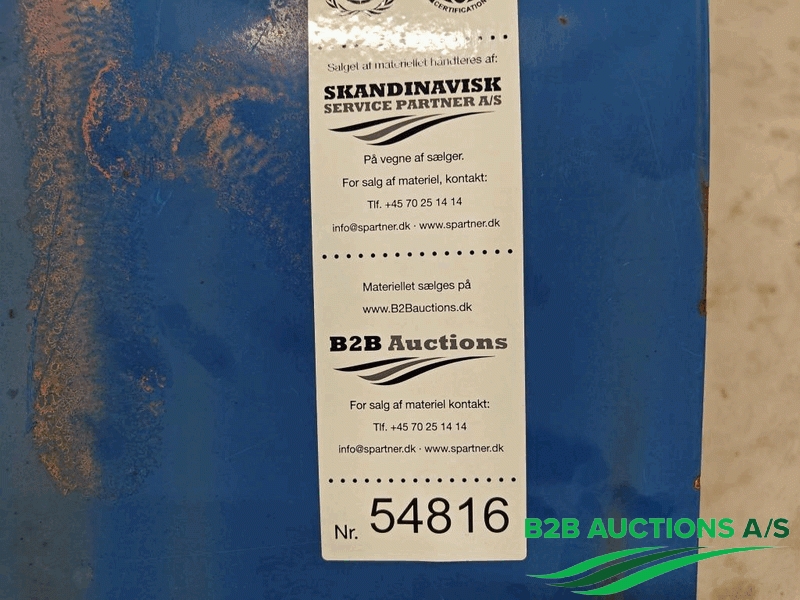 CERTIFICATION
Salget af materiellet håndteres af:
SKANDINAVISK
SERVICE PARTNER A/S
På vegne af sælger.
For salg af materiel, kontakt:
Tlf. +45 70 25 14 14
info@spartner.dk · www.spartner.dk
Materiellet sælges på
www.B2Bauctions.dk
B2B Auctions
For salg af materiel kontakt:
Tlf. +45 70 25 14 14
info@spartner.dk · www.spartner.dk
Nr. 54816
B2B AUCTIONS A/S